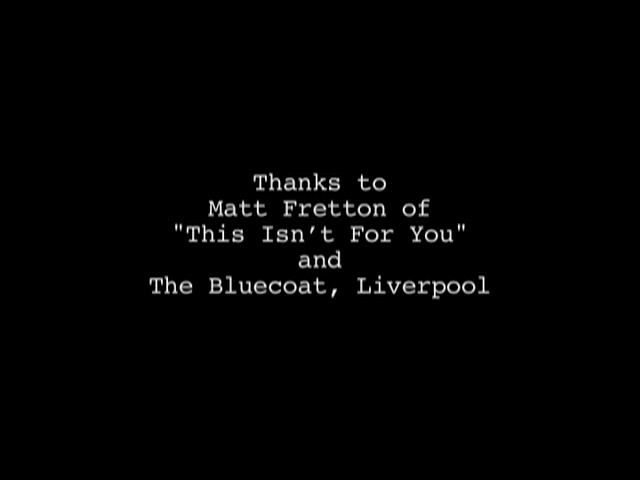 Thanks to
Matt Fretton of
"This Isn't For You"
and
The Bluecoat, Liverpool